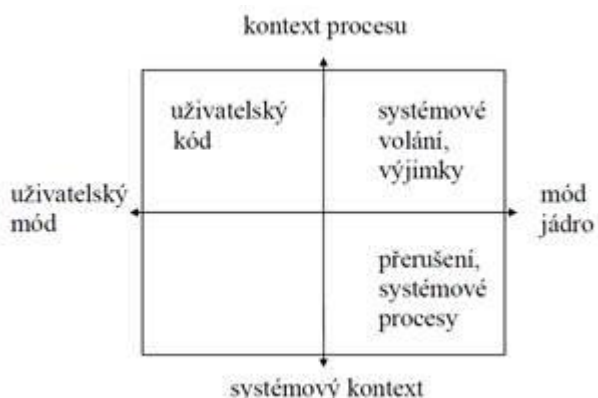 kontext procesu
uživatelský
kód
systémové
volání,
výjimky
uživatelský
mód
mód
jádro
přerušení,
systémové
procesy
systémový kontext